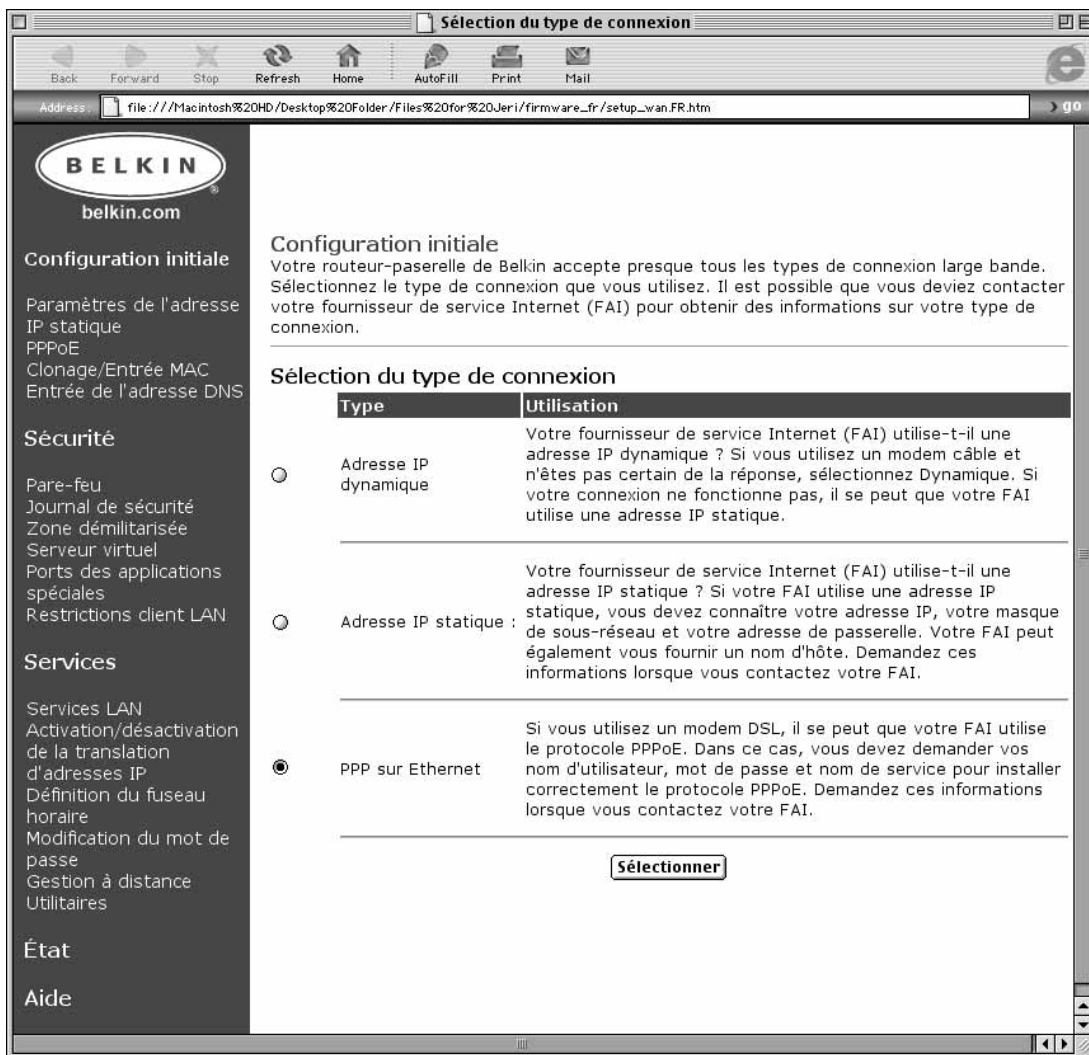 Sélection du type de connexion
Back Forward Stop Refresh Home AutoFill Print Mail
Address: file:///Macintosh%20HD/Desktop%20Folder/Files%20for%20Jeri/firmware_fr/setup_wan.FR.htm go
BELKIN®
belkin.com
Configuration initiale
Paramètres de l'adresse
IP statique
PPPoE
Clonage/Entrée MAC
Entrée de l'adresse DNS
Sécurité
Pare-feu
Journal de sécurité
Zone démilitarisée
Serveur virtuel
Ports des applications
spéciales
Restrictions client LAN
Services
Services LAN
Activation/désactivation
de la translation
d'adresses IP
Définition du fuseau
horaire
Modification du mot de
passe
Gestion à distance
Utilitaires
État
Aide
Configuration initiale
Votre routeur-paserelle de Belkin accepte presque tous les types de connexion large bande.
Sélectionnez le type de connexion que vous utilisez. Il est possible que vous deviez contacter
votre fournisseur de service Internet (FAI) pour obtenir des informations sur votre type de
connexion.
Sélection du type de connexion
Type Utilisation
Adresse IP
dynamique
Votre fournisseur de service Internet (FAI) utilise-t-il une
adresse IP dynamique ? Si vous utilisez un modem câble et
n'êtes pas certain de la réponse, sélectionnez Dynamique. Si
votre connexion ne fonctionne pas, il se peut que votre FAI
utilise une adresse IP statique.
Adresse IP statique :
Votre fournisseur de service Internet (FAI) utilise-t-il une
adresse IP statique ? Si votre FAI utilise une adresse IP
statique, vous devez connaître votre adresse IP, votre masque
de sous-réseau et votre adresse de passerelle. Votre FAI peut
également vous fournir un nom d'hôte. Demandez ces
informations lorsque vous contactez votre FAI.
PPP sur Ethernet
Si vous utilisez un modem DSL, il se peut que votre FAI utilise
le protocole PPPoE. Dans ce cas, vous devez demander vos
nom d'utilisateur, mot de passe et nom de service pour installer
correctement le protocole PPPoE. Demandez ces informations
lorsque vous contactez votre FAI.
Sélectionner